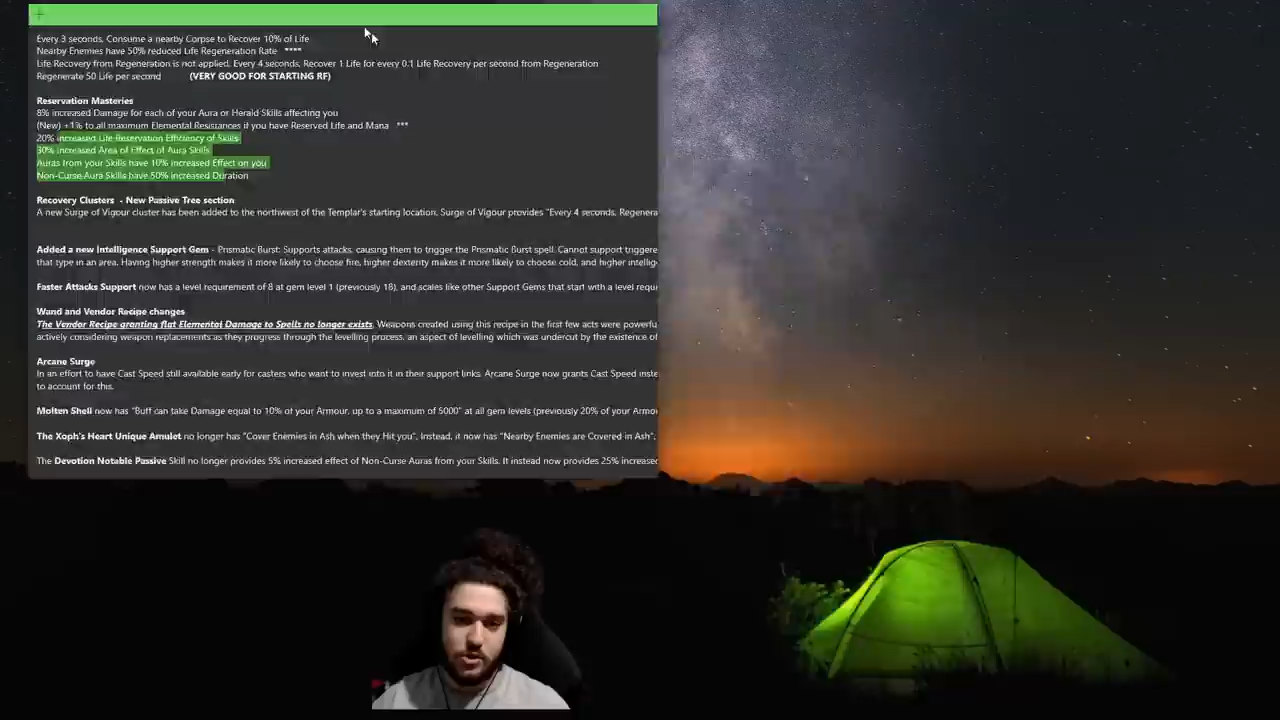 Every 3 seconds, Consume a nearby Corpse to Recover 10% of Life
Nearby Enemies have 50% reduced Life Regeneration Rate ****
Life Recovery from Regeneration is not applied. Every 4 seconds, Recover 1 Life for every 0.1 Life Recovery per second from Regeneration
Regenerate 50 Life per second (VERY GOOD FOR STARTING RF)
Reservation Masteries
8% increased Damage for each of your Aura or Herald Skills affecting you
(New) +1% to all maximum Elemental Resistances if you have Reserved Life and Mana ***
20% increased Life Reservation Efficiency of Skills
30% increased Area of Effect of Aura Skills
Auras from your Skills have 10% increased Effect on you
Non-Curse Aura Skills have 50% increased Duration
Recovery Clusters - New Passive Tree section
A new Surge of Vigour cluster has been added to the northwest of the Templar's starting location. Surge of Vigour provides "Every 4 seconds, Regenera
Added a new Intelligence Support Gem - Prismatic Burst: Supports attacks, causing them to trigger the Prismatic Burst spell. Cannot support triggere
that type in an area. Having higher strength makes it more likely to choose fire, higher dexterity makes it more likely to choose cold, and higher intellig
Faster Attacks Support now has a level requirement of 8 at gem level 1 (previously 18), and scales like other Support Gems that start with a level requi
Wand and Vendor Recipe changes
The Vendor Recipe granting flat Elemental Damage to Spells no longer exists. Weapons created using this recipe in the first few acts were powerfu
actively considering weapon replacements as they progress through the levelling process, an aspect of levelling which was undercut by the existence of
Arcane Surge
In an effort to have Cast Speed still available early for casters who want to invest into it in their support links. Arcane Surge now grants Cast Speed inste
to account for this.
Molten Shell now has "Buff can take Damage equal to 10% of your Armour, up to a maximum of 5000" at all gem levels (previously 20% of your Armo
The Xoph's Heart Unique Amulet no longer has "Cover Enemies in Ash when they Hit you". Instead, it now has "Nearby Enemies are Covered in Ash".
The Devotion Notable Passive Skill no longer provides 5% increased effect of Non-Curse Auras from your Skills. It instead now provides 25% increased